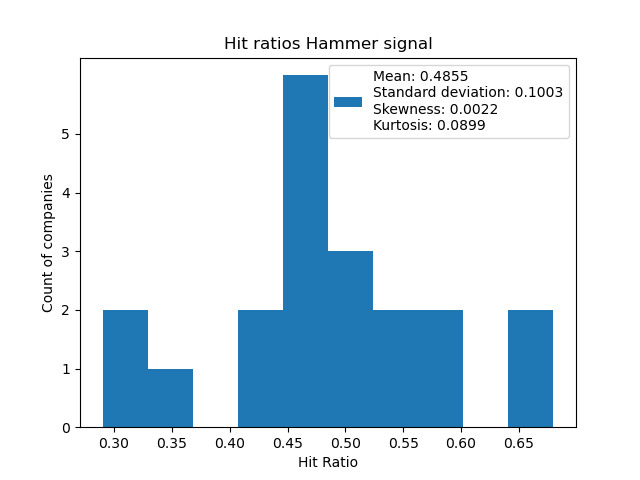 Hit ratios Hammer signal
Mean: 0.4855
Standard deviation: 0.1003
Skewness: 0.0022
Kurtosis: 0.0899
Count of companies
5
4
3
2
1
0
0.30 0.35 0.40 0.45 0.50 0.55 0.60 0.65
Hit Ratio